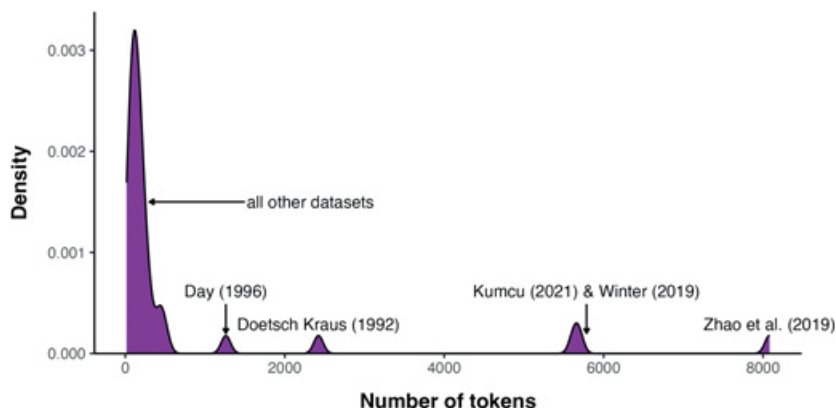 0.003
0.002
0.001
0.000
Density
all other datasets
Day (1996)
Doetsch Kraus (1992)
Kumcu (2021) & Winter (2019)
Zhao et al. (2019)
0
2000
4000
6000
8000
Number of tokens